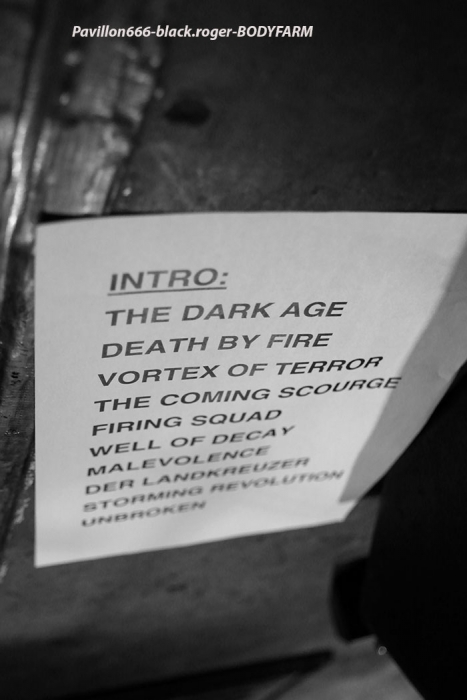 Pavillon666-black.roger-BODYFARM
INTRO:
THE DARK AGE
DEATH BY FIRE
VORTEX OF TERROR
THE COMING SCOURGE
FIRING SQUAD
WELL OF DECAY
MALEVOLENCE
DER LANDKREUZER
STORMING REVOLUTION
UNBROKEN